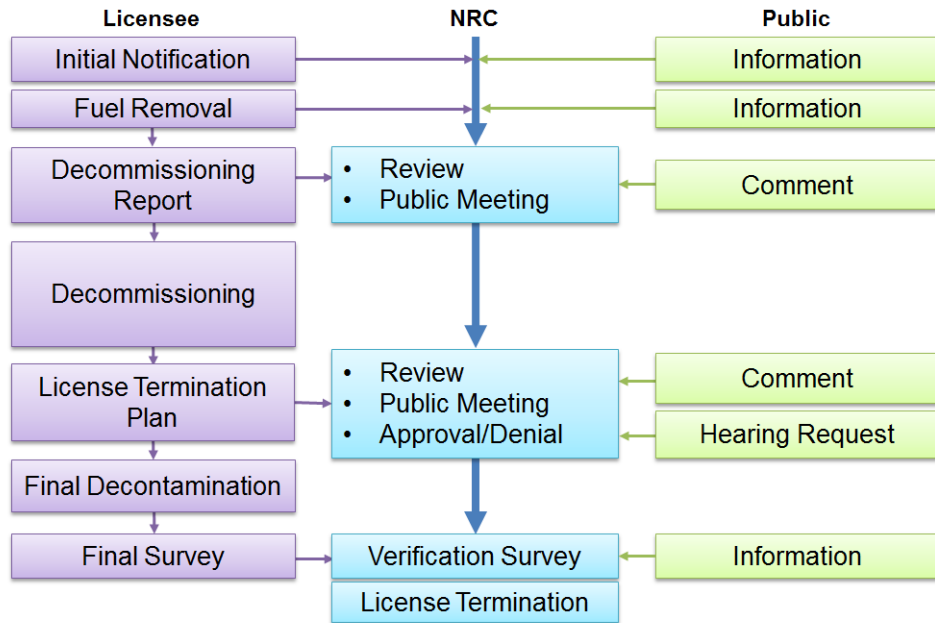 Licensee
NRC
Public
Initial Notification
Information
Fuel Removal
Information
Decommissioning
Report
• Review
• Public Meeting
Comment
Decommissioning
License Termination
Plan
• Review
• Public Meeting
• Approval/Denial
Comment
Hearing Request
Final Decontamination
Final Survey
Verification Survey
Information
License Termination